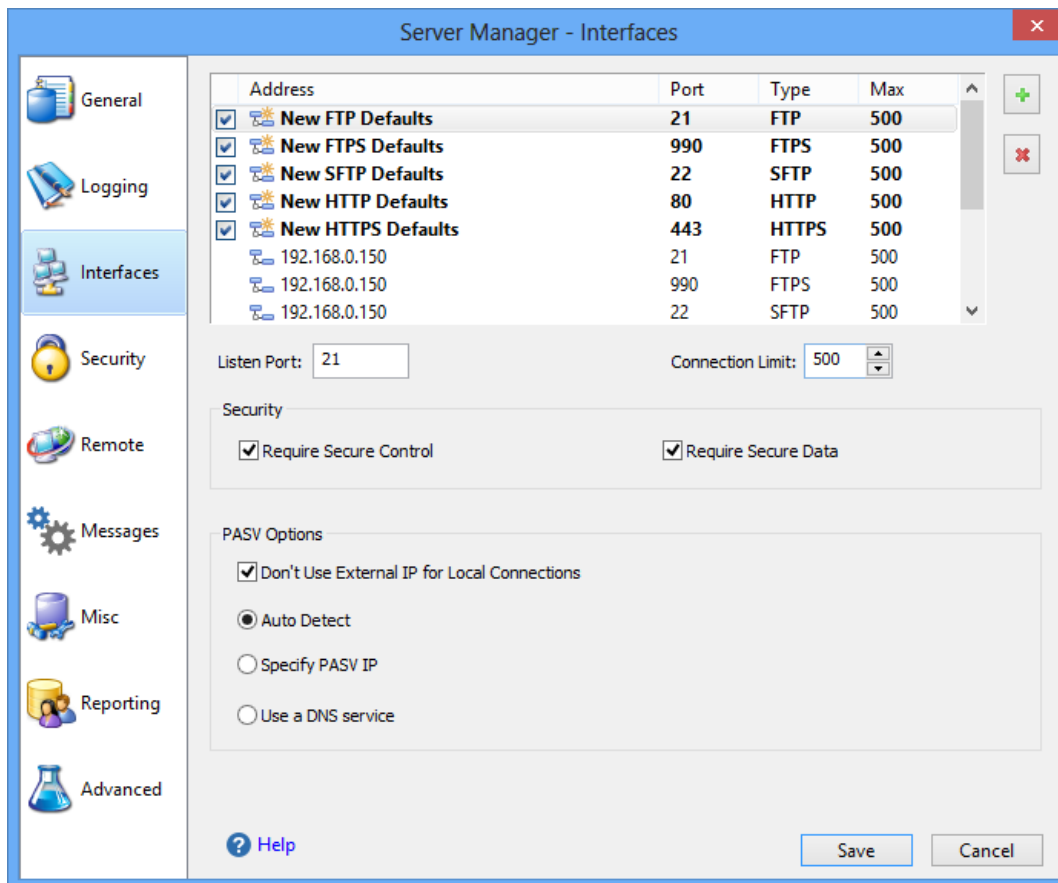 Server Manager - Interfaces
General
Logging
Interfaces
Security
Remote
Messages
Misc
Reporting
Advanced
Address Port Type Max
New FTP Defaults 21 FTP 500
New FTPS Defaults 990 FTPS 500
New SFTP Defaults 22 SFTP 500
New HTTP Defaults 80 HTTP 500
New HTTPS Defaults 443 HTTPS 500
192.168.0.150 21 FTP 500
192.168.0.150 990 FTPS 500
192.168.0.150 22 SFTP 500
Listen Port: 21 Connection Limit: 500
Security
Require Secure Control Require Secure Data
PASV Options
Don't Use External IP for Local Connections
Auto Detect
Specify PASV IP
Use a DNS service
? Help
Save Cancel